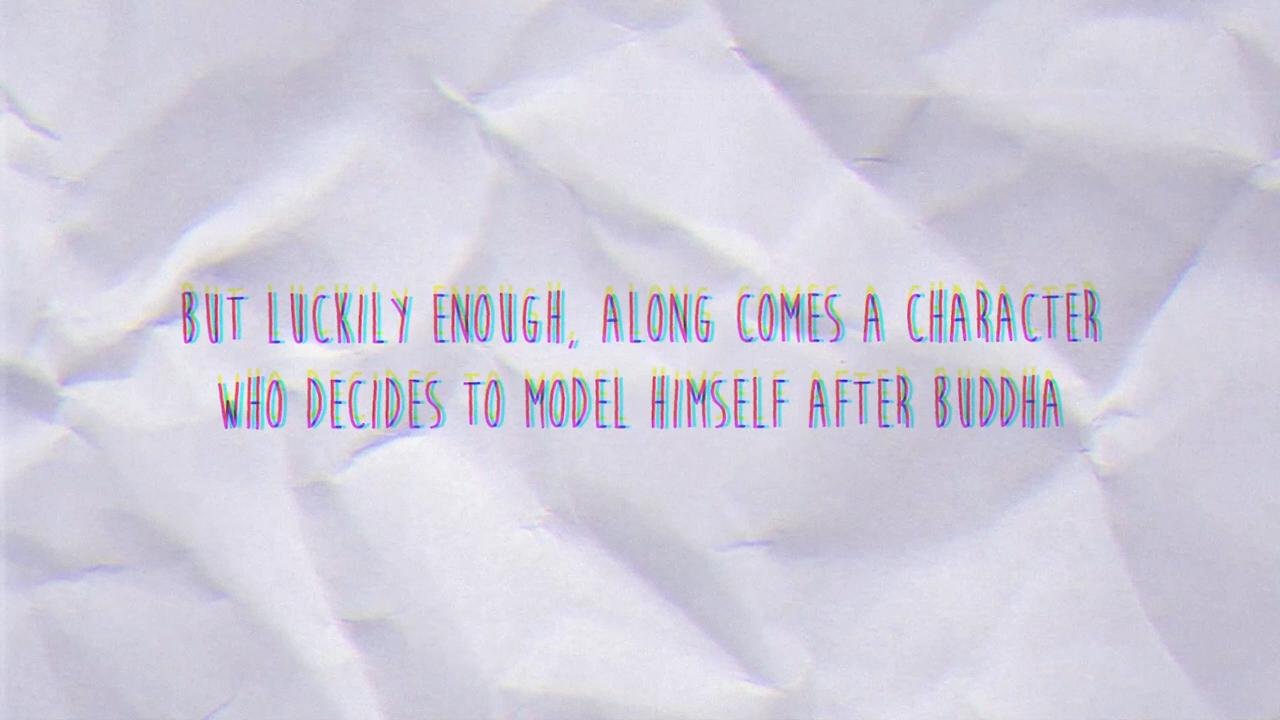 BUT LUCKILY ENOUGH, ALONG COMES A CHARACTER
WHO DECIDES TO MODEL HIMSELF AFTER BUDDHA